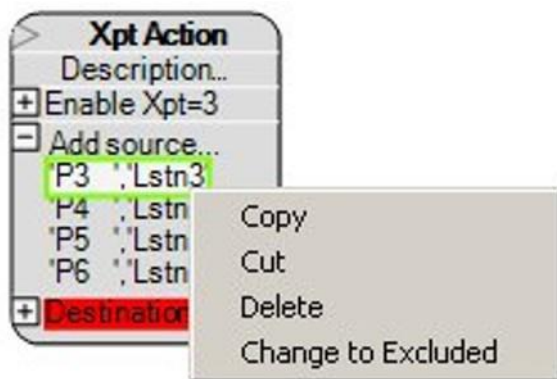 Xpt Action
Description...
Enable Xpt=3
Add source...
'P3 ','Lstn3'
'P4 ','Lstn
'P5 ','Lstn
'P6 ','Lstn
Destination
Copy
Cut
Delete
Change to Excluded